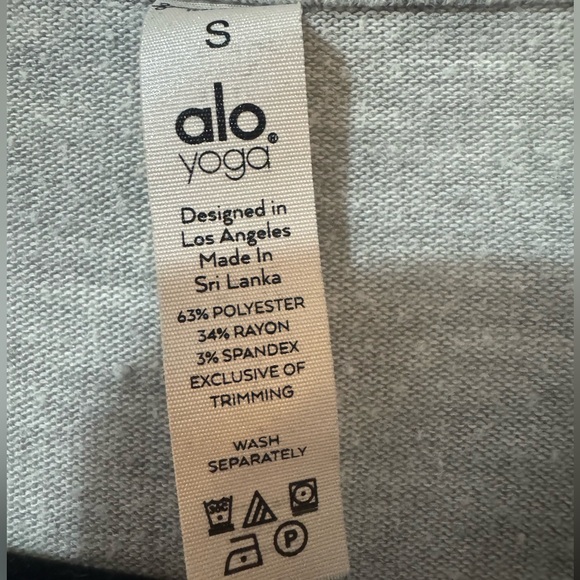 S
alo®
yoga
Designed in
Los Angeles
Made In
Sri Lanka
63% POLYESTER
34% RAYON
3% SPANDEX
EXCLUSIVE OF
TRIMMING
WASH
SEPARATELY
30C
P